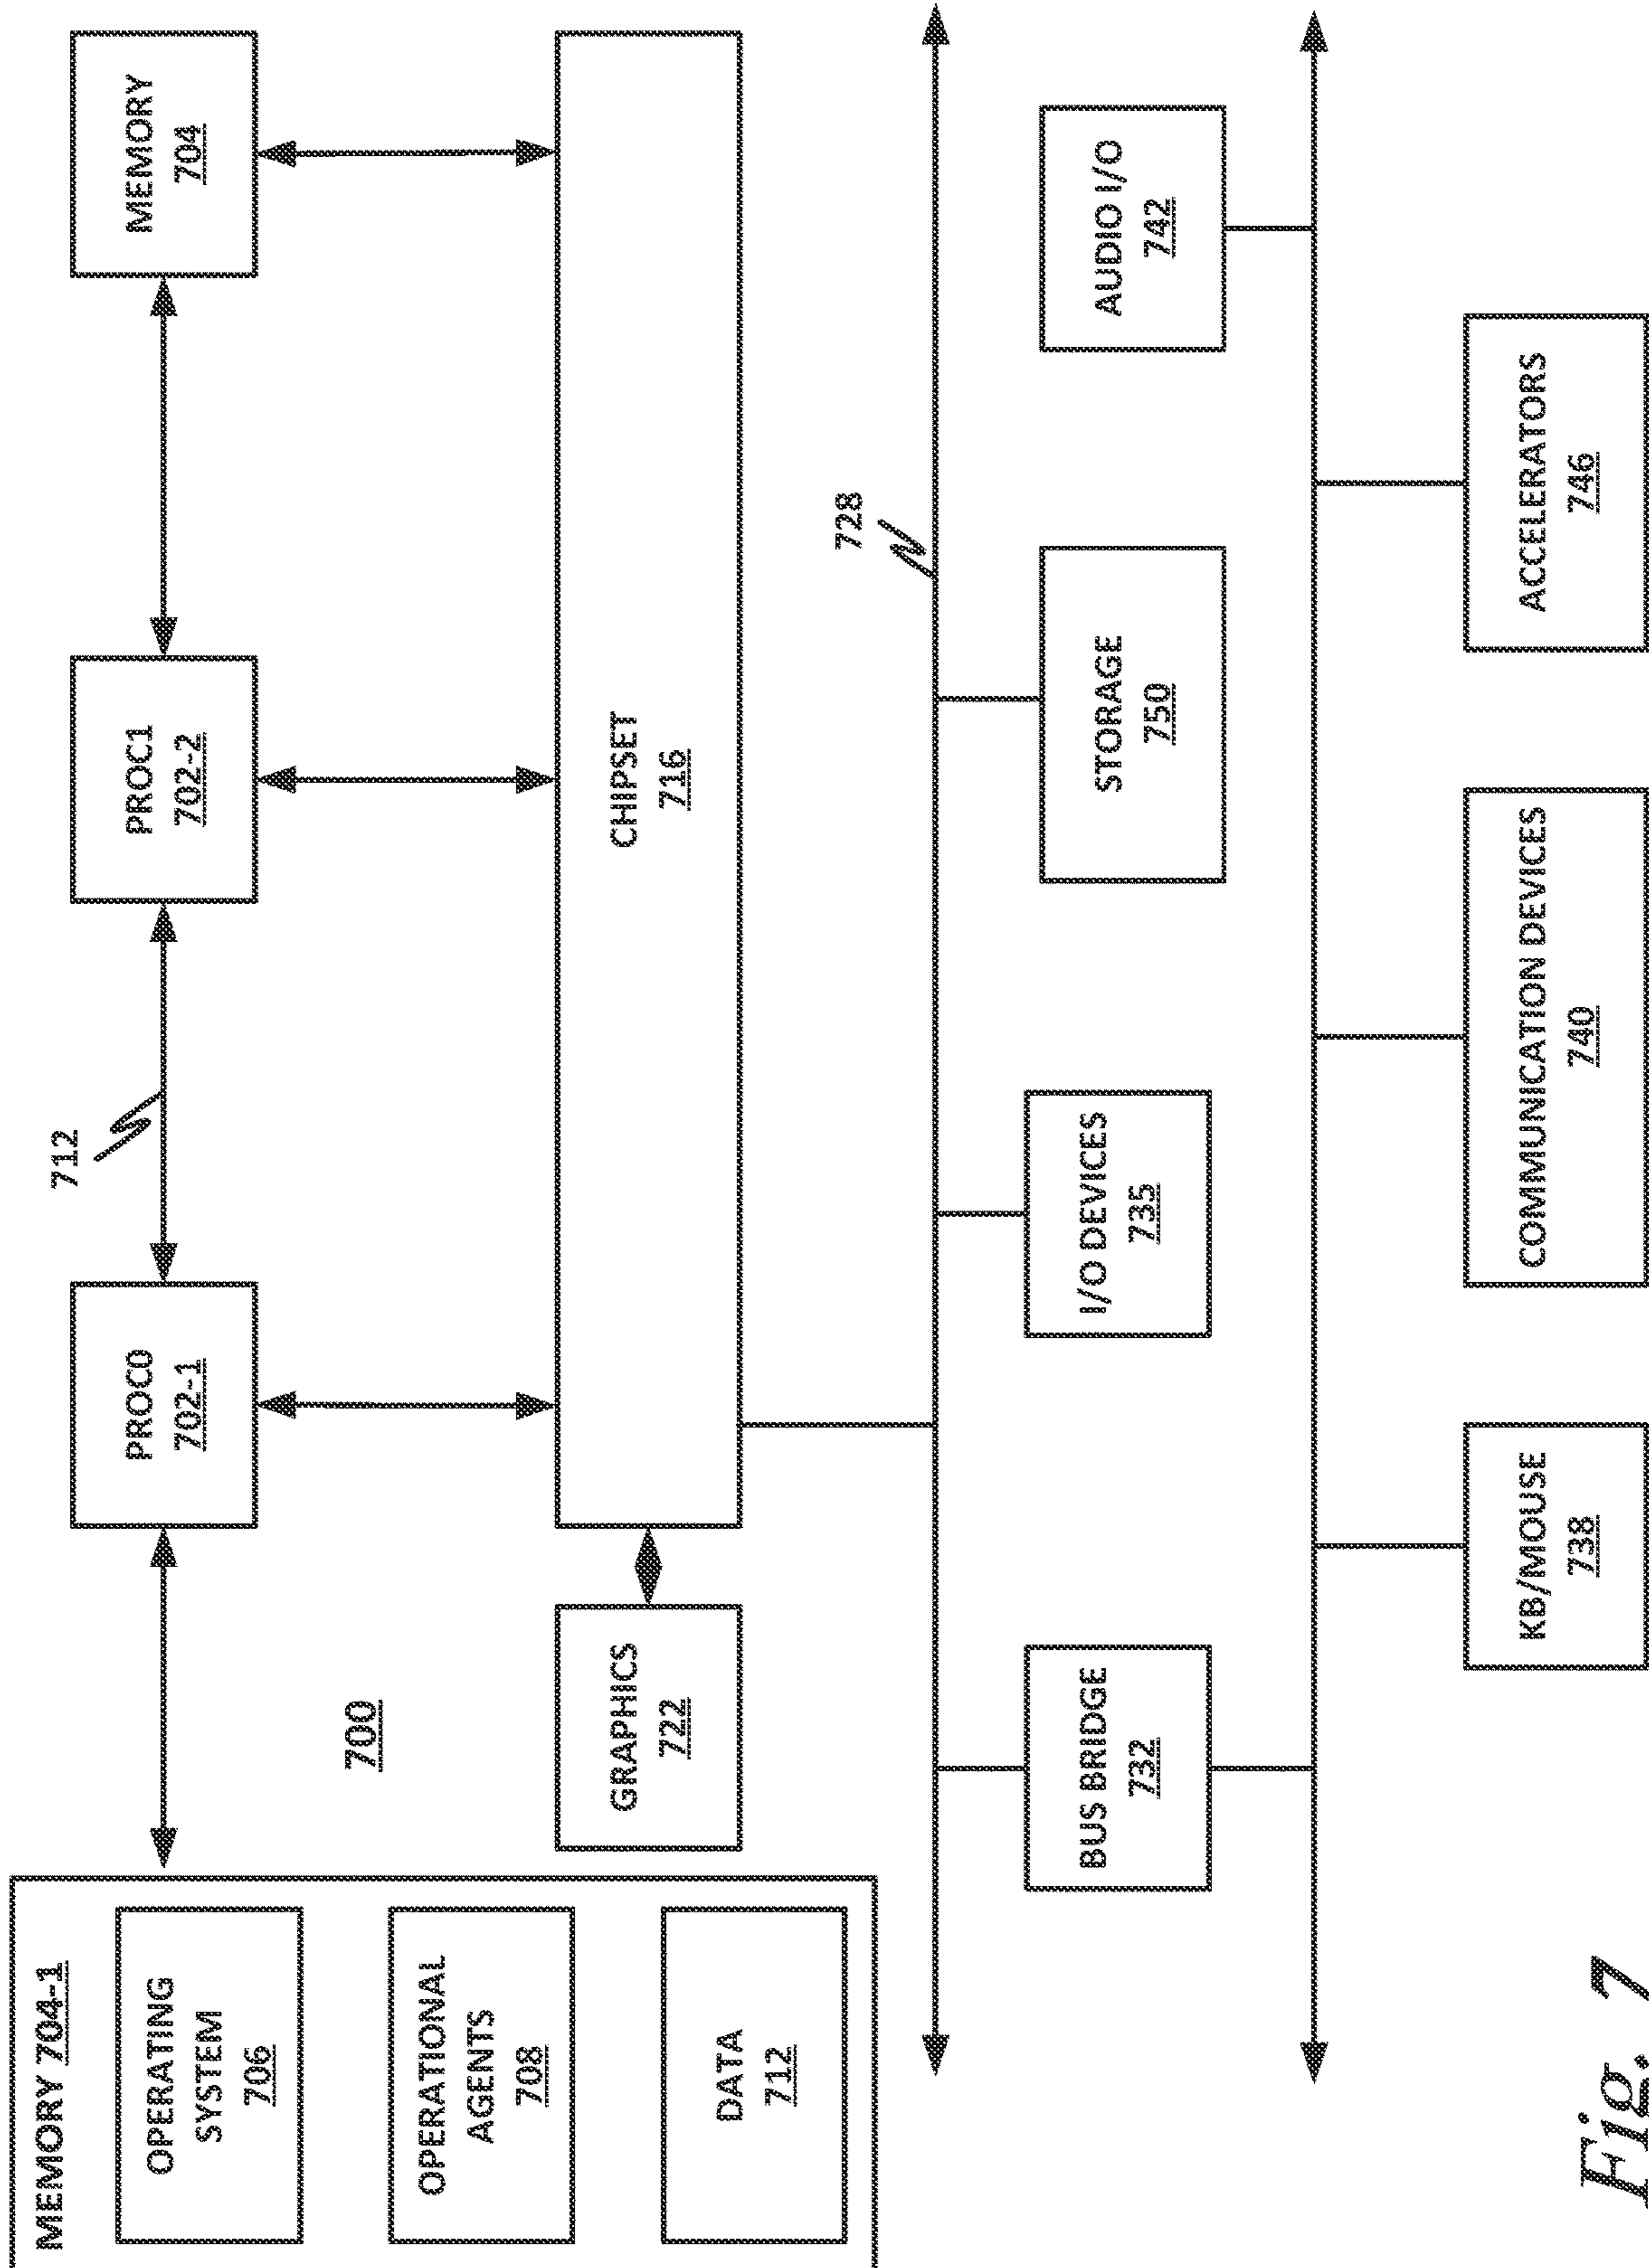 MEMORY 704-1
OPERATING
SYSTEM
706
OPERATIONAL
AGENTS
708
DATA
712
PROC0
702-1
712
PROC1
702-2
MEMORY
704
700
GRAPHICS
722
CHIPSET
716
728
BUS BRIDGE
732
I/O DEVICES
735
STORAGE
750
AUDIO I/O
742
KB/MOUSE
738
COMMUNICATION DEVICES
740
ACCELERATORS
746
Fig. 7